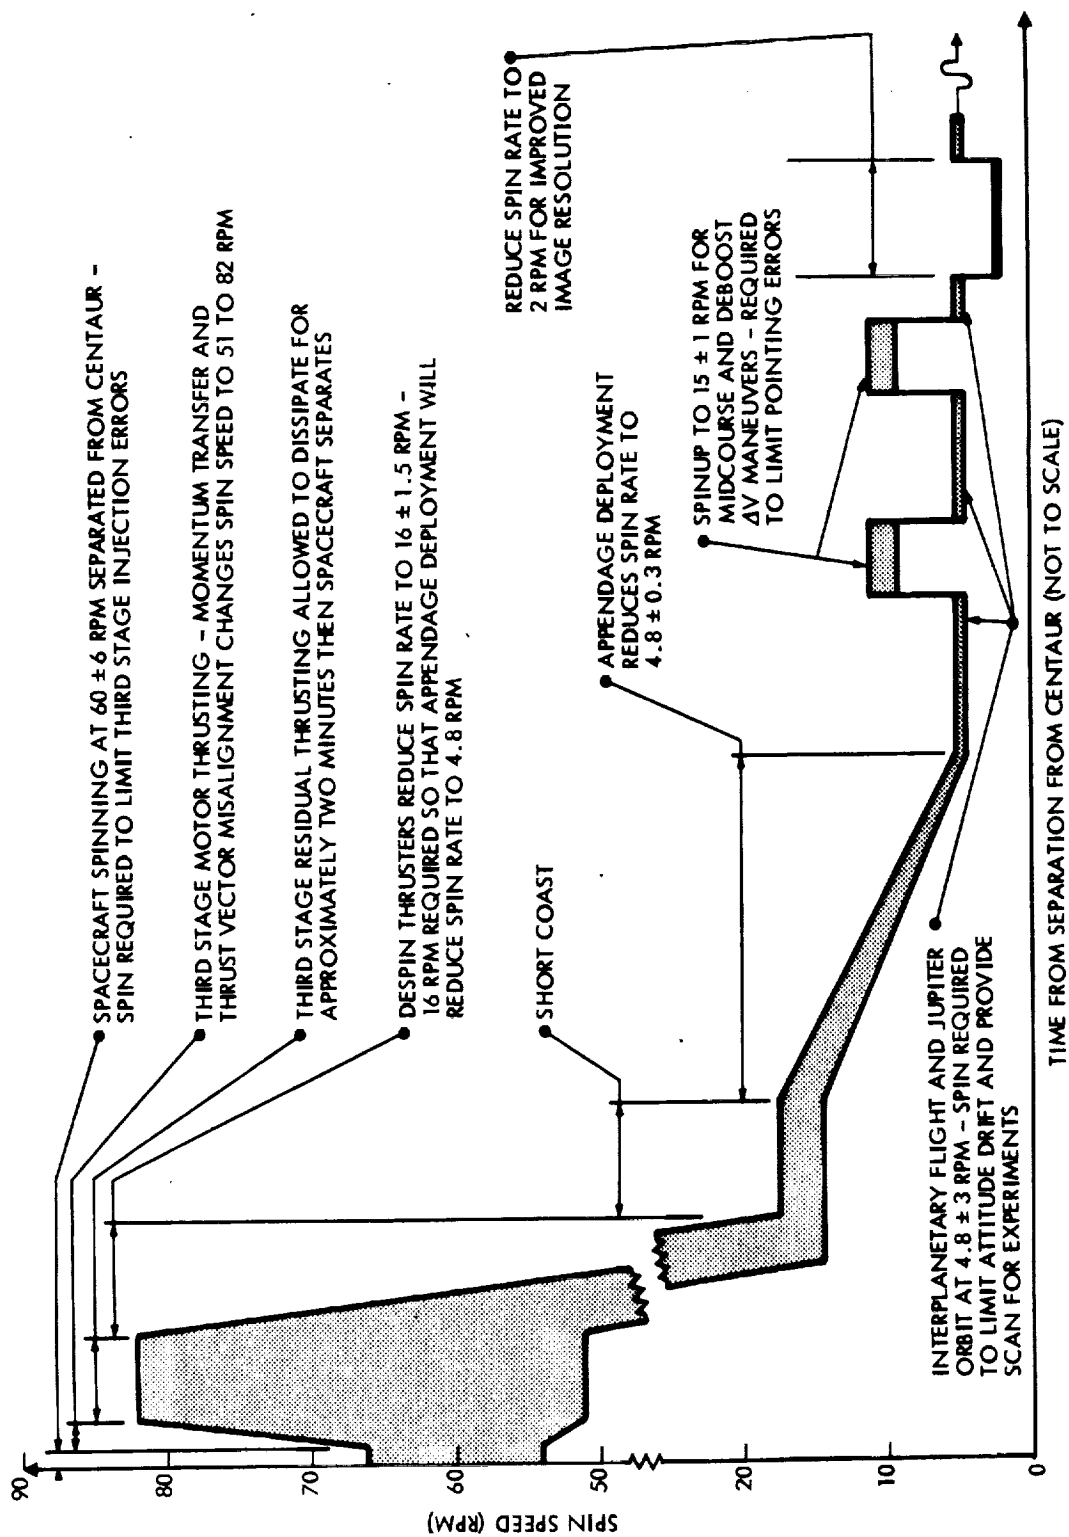 SPACECRAFT SPINNING AT 60 ± 6 RPM SEPARATED FROM CENTAUR -
SPIN REQUIRED TO LIMIT THIRD STAGE INJECTION ERRORS
THIRD STAGE MOTOR THRUSTING - MOMENTUM TRANSFER AND
THRUST VECTOR MISALIGNMENT CHANGES SPIN SPEED TO 51 TO 82 RPM
THIRD STAGE RESIDUAL THRUSTING ALLOWED TO DISSIPATE FOR
APPROXIMATELY TWO MINUTES THEN SPACECRAFT SEPARATES
DESPIN THRUSTERS REDUCE SPIN RATE TO 16 ± 1.5 RPM -
16 RPM REQUIRED SO THAT APPENDAGE DEPLOYMENT WILL
REDUCE SPIN RATE TO 4.8 RPM
SHORT COAST
APPENDAGE DEPLOYMENT
REDUCES SPIN RATE TO
4.8 ± 0.3 RPM
SPINUP TO 15 ± 1 RPM FOR
MIDCOURSE AND DEBOOST
ΔV MANEUVERS - REQUIRED
TO LIMIT POINTING ERRORS
REDUCE SPIN RATE TO
2 RPM FOR IMPROVED
IMAGE RESOLUTION
INTERPLANETARY FLIGHT AND JUPITER
ORBIT AT 4.8 ± 3 RPM - SPIN REQUIRED
TO LIMIT ATTITUDE DRIFT AND PROVIDE
SCAN FOR EXPERIMENTS
SPIN SPEED (RPM)
90
80
70
60
50
20
10
0
TIME FROM SEPARATION FROM CENTAUR (NOT TO SCALE)